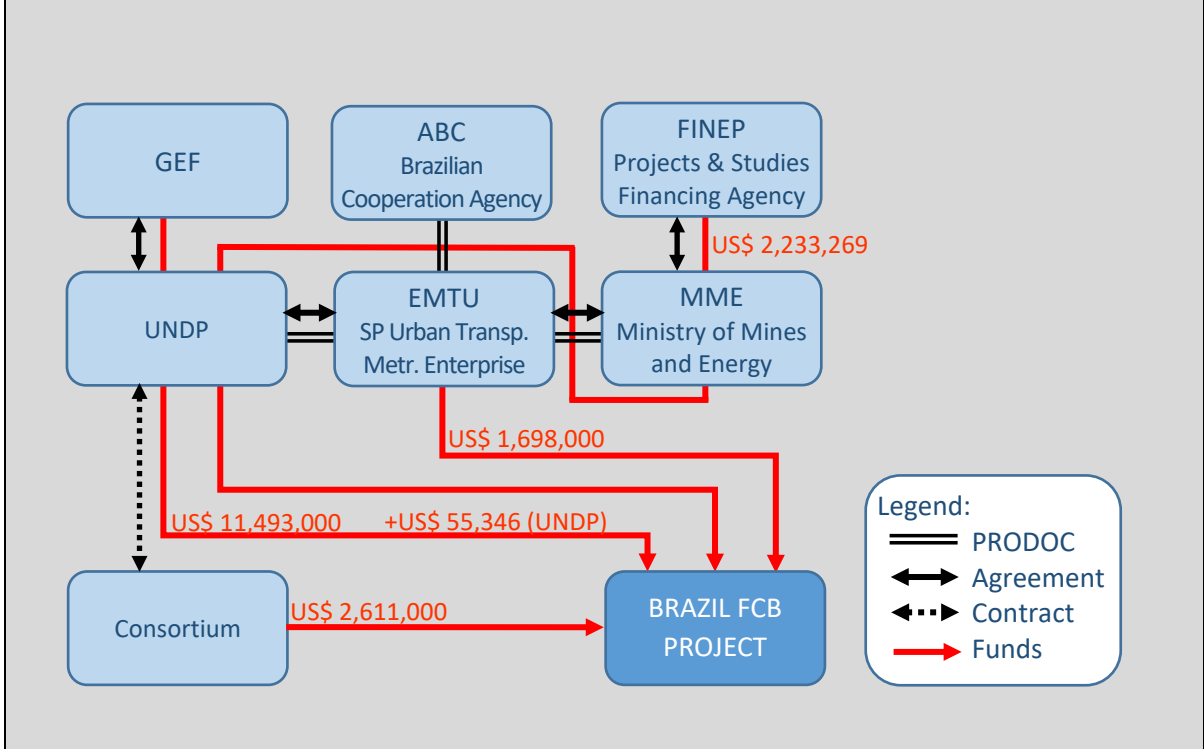 GEF
ABC
Brazilian
Cooperation Agency
FINEP
Projects & Studies
Financing Agency
US$ 2,233,269
UNDP
EMTU
SP Urban Transp.
Metr. Enterprise
MME
Ministry of Mines
and Energy
US$ 1,698,000
US$ 11,493,000
+US$ 55,346 (UNDP)
Consortium
US$ 2,611,000
BRAZIL FCB
PROJECT
Legend:
PRODOC
Agreement
Contract
Funds